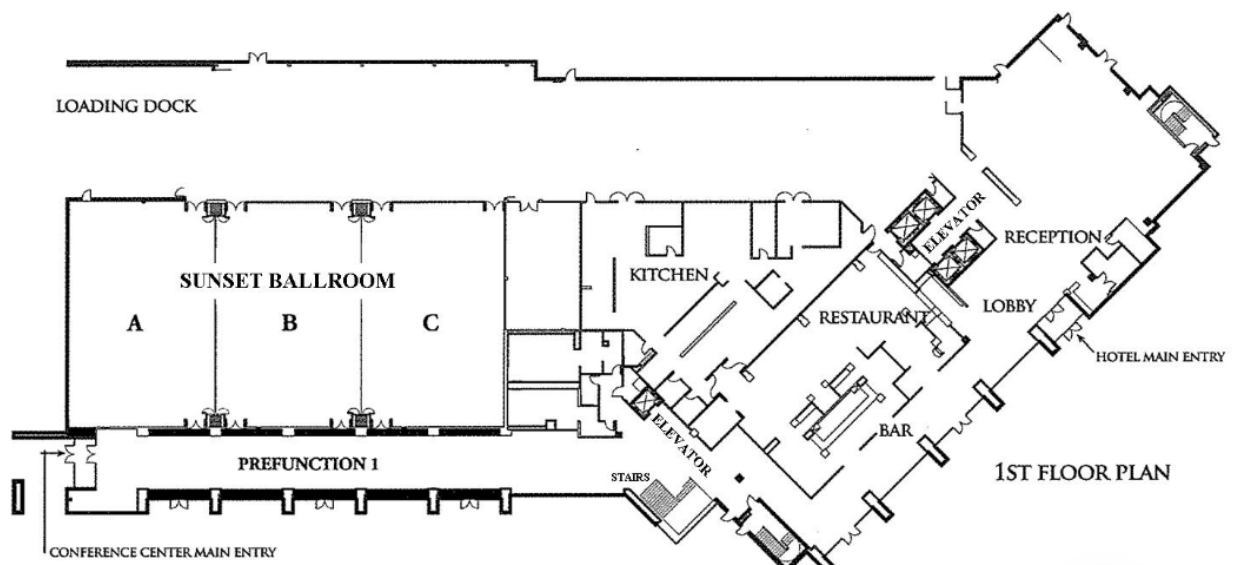 LOADING DOCK
ELEVATOR
RECEPTION
KITCHEN
SUNSET BALLROOM
LOBBY
A
B
C
RESTAURANT
HOTEL MAIN ENTRY
BAR
ELEVATOR
PREFUNCTION 1
STAIRS
1ST FLOOR PLAN
CONFERENCE CENTER MAIN ENTRY